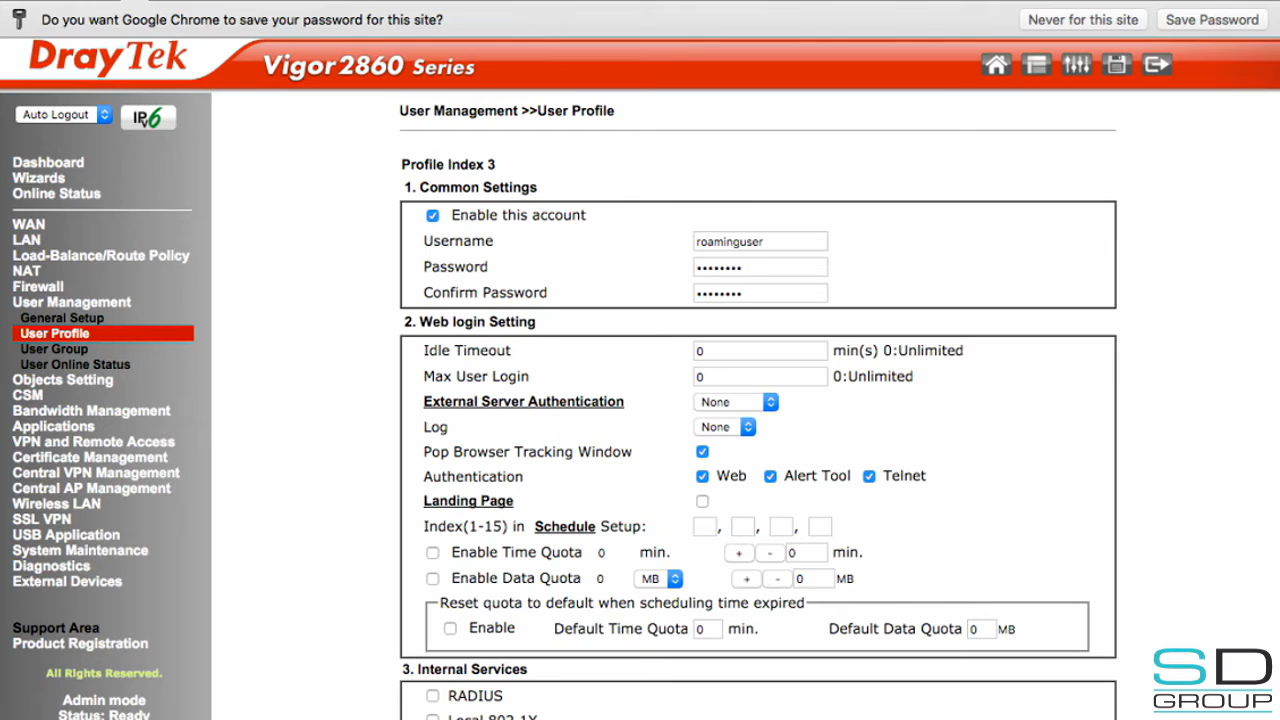 Do you want Google Chrome to save your password for this site? Never for this site Save Password
DrayTek Vigor2860 Series
Auto Logout IPv6
User Management >>User Profile
Dashboard
Wizards
Online Status
WAN
LAN
Load-Balance/Route Policy
NAT
Firewall
User Management
General Setup
User Profile
User Group
User Online Status
Objects Setting
CSM
Bandwidth Management
Applications
VPN and Remote Access
Certificate Management
Central VPN Management
Central AP Management
Wireless LAN
SSL VPN
USB Application
System Maintenance
Diagnostics
External Devices
Support Area
Product Registration
All Rights Reserved.
Admin mode
Status: Ready
Profile Index 3
1. Common Settings
Enable this account
Username roaminguser
Password ••••••••
Confirm Password ••••••••
2. Web login Setting
Idle Timeout 0 min(s) 0:Unlimited
Max User Login 0 0:Unlimited
External Server Authentication None
Log None
Pop Browser Tracking Window
Authentication Web Alert Tool Telnet
Landing Page
Index(1-15) in Schedule Setup: , , ,
Enable Time Quota 0 min. + - 0 min.
Enable Data Quota 0 MB + - 0 MB
Reset quota to default when scheduling time expired
Enable Default Time Quota 0 min. Default Data Quota 0 MB
3. Internal Services
RADIUS
Local 802.1X
SD
GROUP